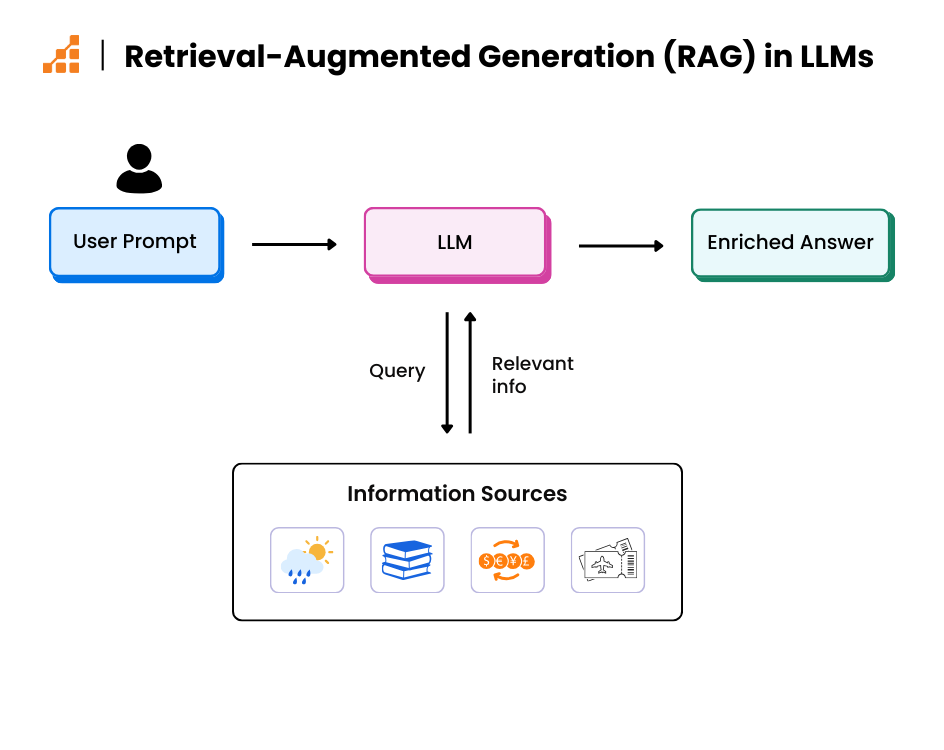 Retrieval-Augmented Generation (RAG) in LLMs
User Prompt
LLM
Enriched Answer
Query
Relevant
info
Information Sources
$ € ¥ £